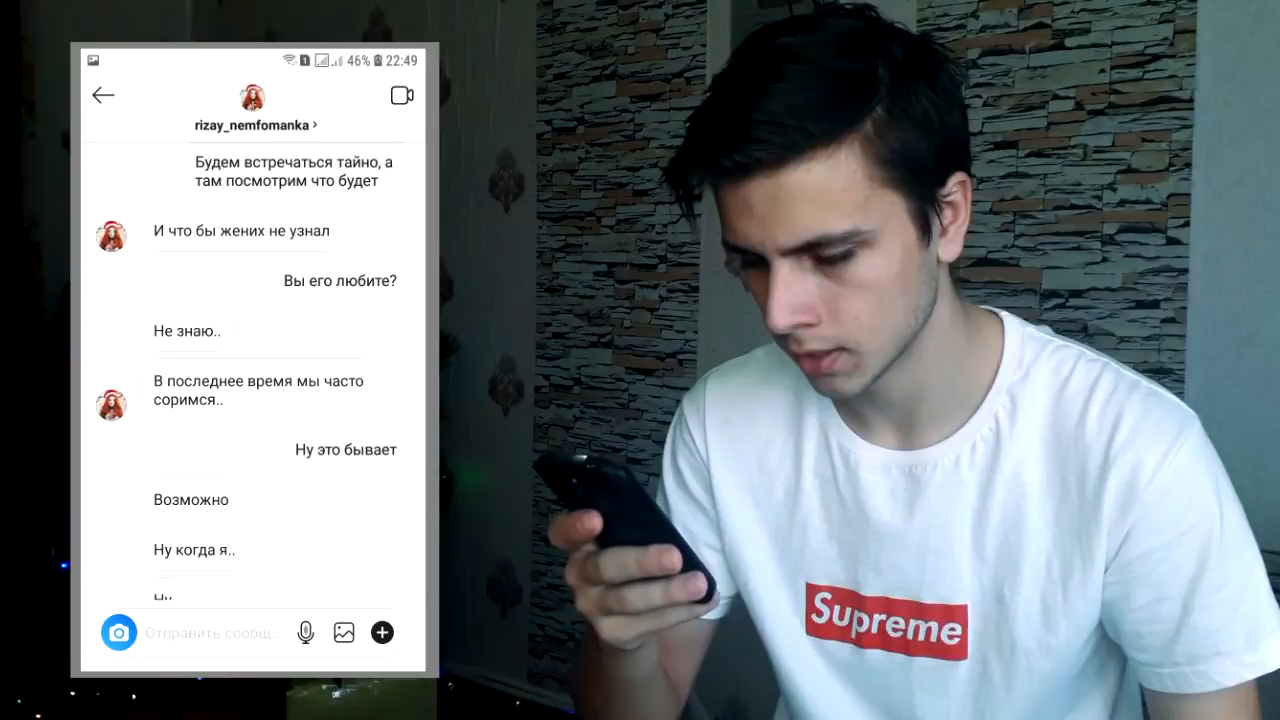 46% 22:49
rizay_nemfomanka
Будем встречаться тайно, а
там посмотрим что будет
И что бы жених не узнал
Вы его любите?
Не знаю..
В последнее время мы часто
соримся..
Ну это бывает
Возможно
Ну когда я..
Ну
Отправить сообщ...
Supreme